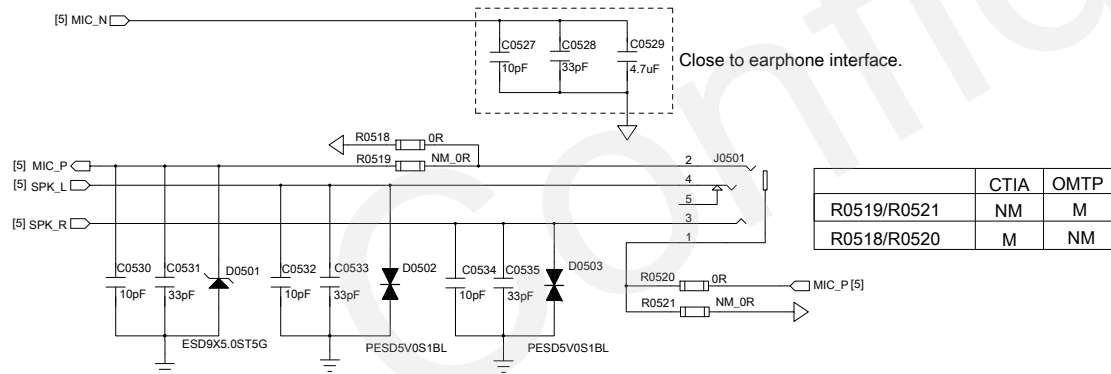 [5] MIC_N
C0527
C0528
C0529
10pF
33pF
4.7uF
Close to earphone interface.
R0518
0R
R0519
NM_0R
[5] MIC_P
[5] SPK_L
[5] SPK_R
2
J0501
4
5
3
1
CTIA
OMTP
R0519/R0521
NM
M
R0518/R0520
M
NM
C0530
C0531
D0501
C0532
C0533
D0502
C0534
C0535
D0503
10pF
33pF
10pF
33pF
10pF
33pF
R0520
0R
MIC_P [5]
R0521
NM_0R
ESD9X5.0ST5G
PESD5V0S1BL
PESD5V0S1BL